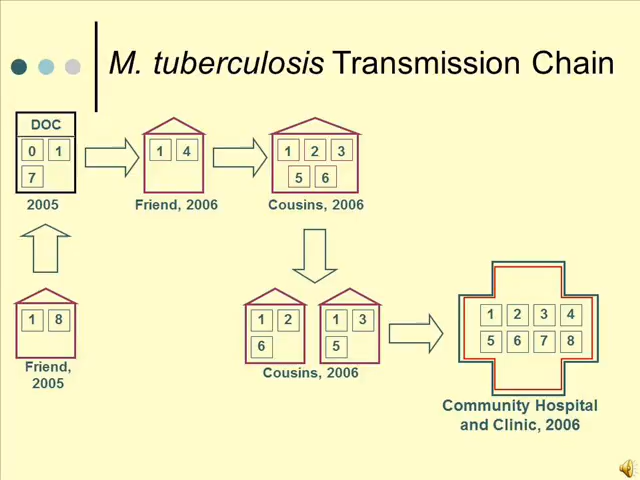 M. tuberculosis Transmission Chain
DOC
0 1
7
2005
1 4
Friend, 2006
1 2 3
5 6
Cousins, 2006
1 8
Friend,
2005
1 2
6
1 3
5
Cousins, 2006
1 2 3 4
5 6 7 8
Community Hospital
and Clinic, 2006